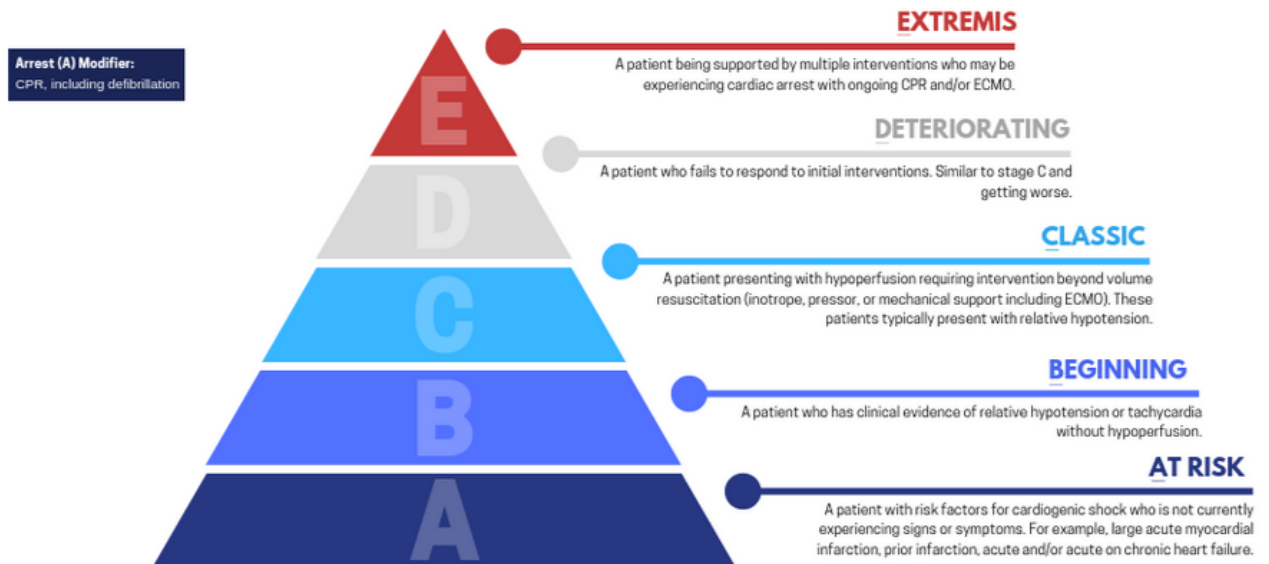 Arrest (A) Modifier:
CPR, including defibrillation
EXTREMIS
A patient being supported by multiple interventions who may be
experiencing cardiac arrest with ongoing CPR and/or ECMO.
E
DETERIORATING
A patient who fails to respond to initial interventions. Similar to stage C and
getting worse.
D
CLASSIC
A patient presenting with hypoperfusion requiring intervention beyond volume
resuscitation (inotrope, pressor, or mechanical support including ECMO). These
patients typically present with relative hypotension.
C
BEGINNING
A patient who has clinical evidence of relative hypotension or tachycardia
without hypoperfusion.
B
AT RISK
A patient with risk factors for cardiogenic shock who is not currently
experiencing signs or symptoms. For example, large acute myocardial
infarction, prior infarction, acute and/or acute on chronic heart failure.
A